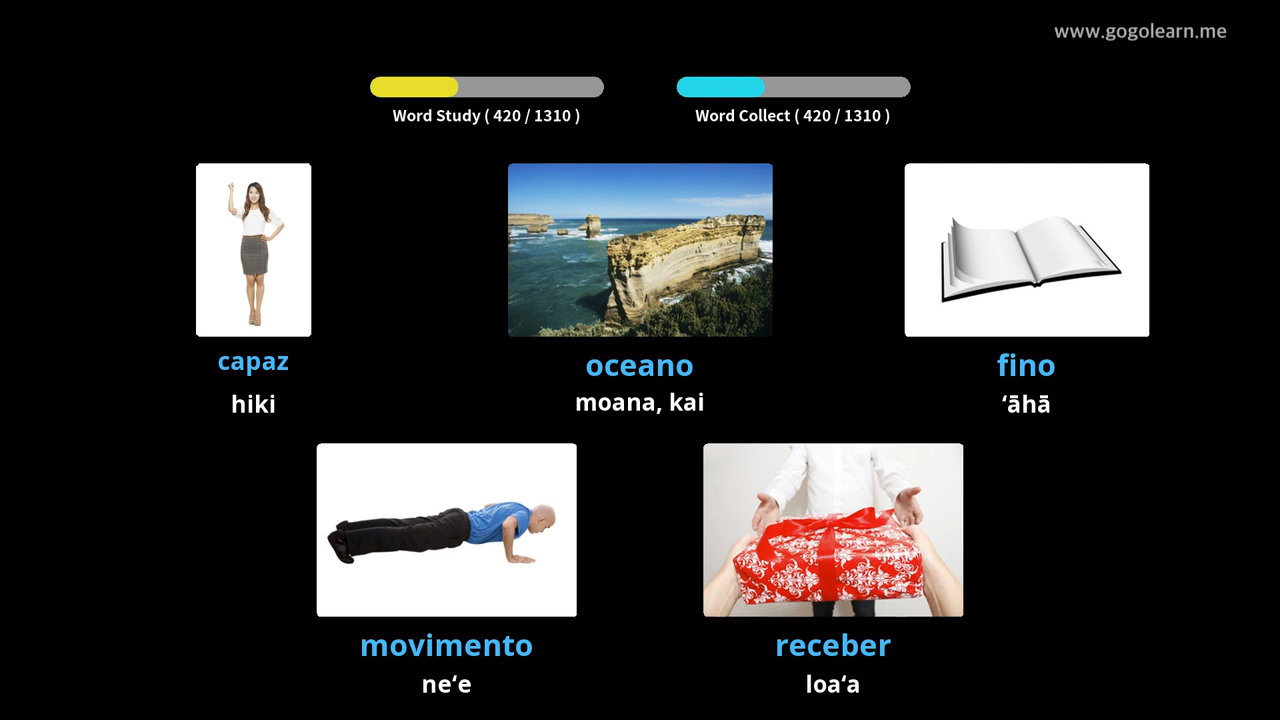 www.gogolearn.me
Word Study ( 420 / 1310 )
Word Collect ( 420 / 1310 )
capaz
hiki
oceano
moana, kai
fino
ʻāhā
movimento
neʻe
receber
loaʻa